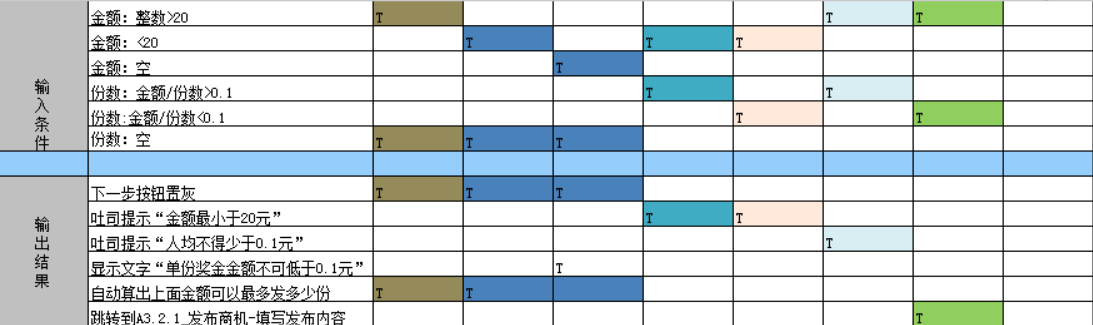 输入条件
金额：整数>20 T T T
金额：<20 T T T
金额：空 T
份数：金额/份数>0.1 T T
份数:金额/份数<0.1 T T
份数：空 T T T
输出结果
下一步按钮置灰 T T T
吐司提示“金额最小于20元” T T
吐司提示“人均不得少于0.1元” T
显示文字“单份奖金金额不可低于0.1元” T
自动算出上面金额可以最多发多少份 T T
跳转到A3.2.1_发布商机-填写发布内容 T